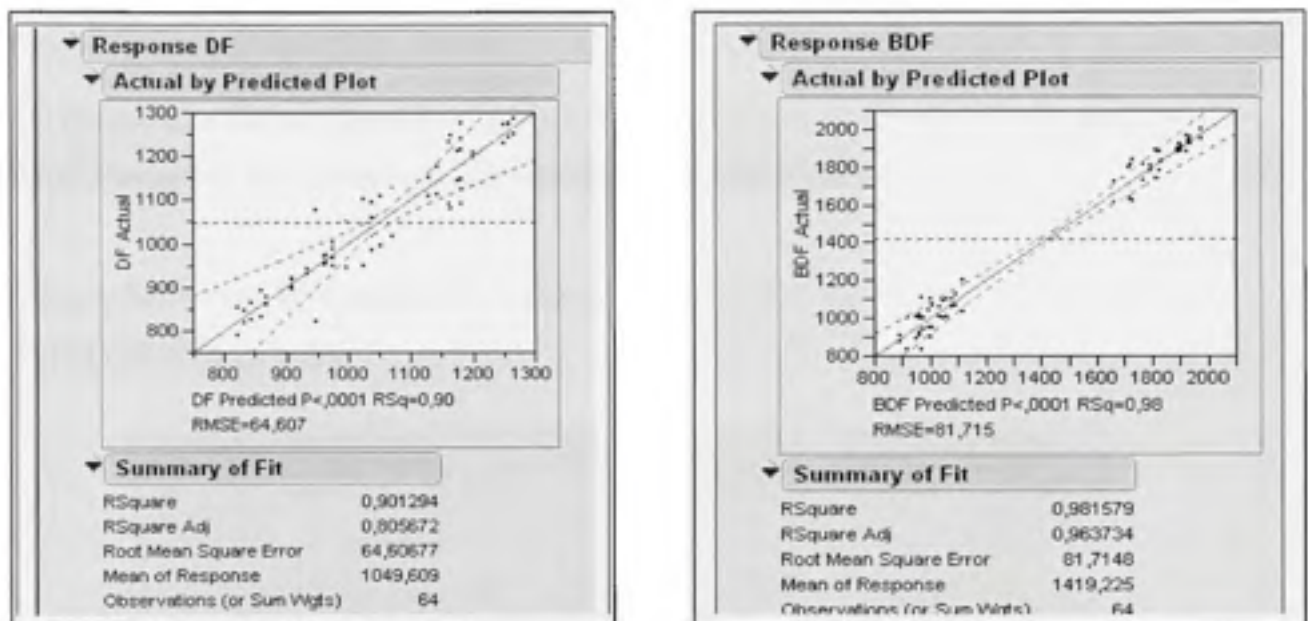 Response DF
Actual by Predicted Plot
1300
1200
1100
1000
900
800
DF Actual
800 900 1000 1100 1200 1300
DF Predicted P<,0001 RSq=0,90
RMSE=64,607
Summary of Fit
RSquare 0,901294
RSquare Adj 0,805672
Root Mean Square Error 64,60677
Mean of Response 1049,609
Observations (or Sum Wgts) 64
Response BDF
Actual by Predicted Plot
2000
1800
1600
1400
1200
1000
800
BDF Actual
800 1000 1200 1400 1600 1800 2000
BDF Predicted P<,0001 RSq=0,98
RMSE=81,715
Summary of Fit
RSquare 0,981579
RSquare Adj 0,963734
Root Mean Square Error 81,7148
Mean of Response 1419,225
Observations (or Sum Wgts) 64